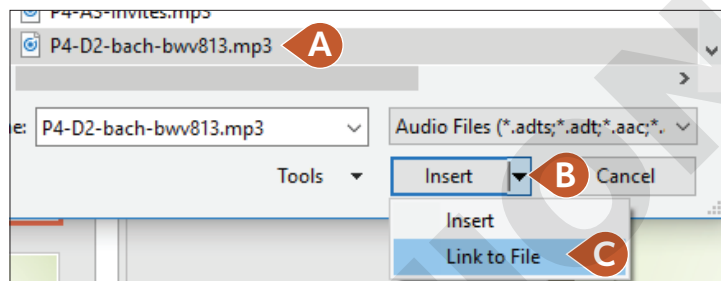 P4-A3-invites.mp3
P4-D2-bach-bwv813.mp3 A
e: P4-D2-bach-bwv813.mp3 Audio Files (*.adts;*.adt;*.aac;*.
Tools Insert B Cancel
Insert
Link to File C